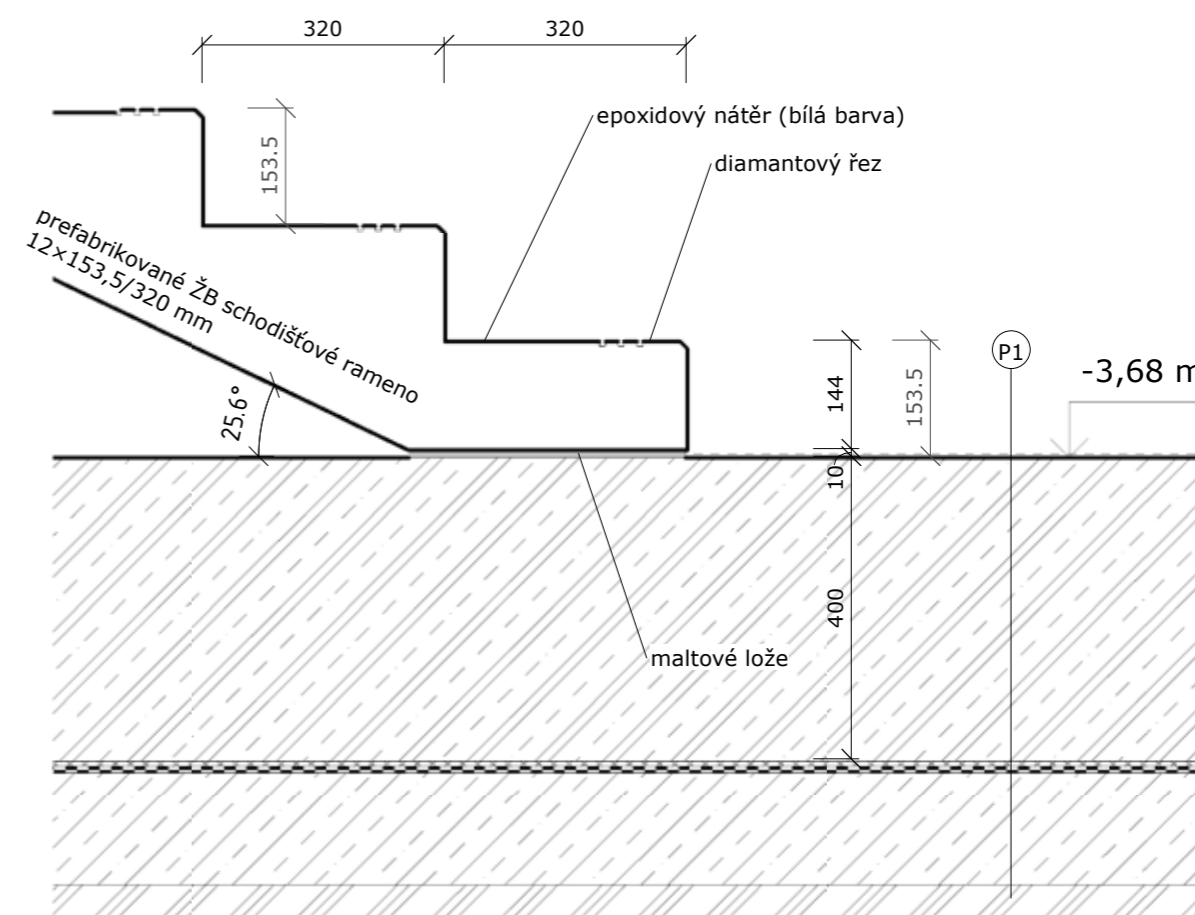 320
320
epoxidový nátěr (bílá barva)
153.5
diamantový řez
prefabrikované ŽB schodišťové rameno
12×153,5/320 mm
P1
-3,68 m
144
153.5
25.6°
10
400
maltové lože